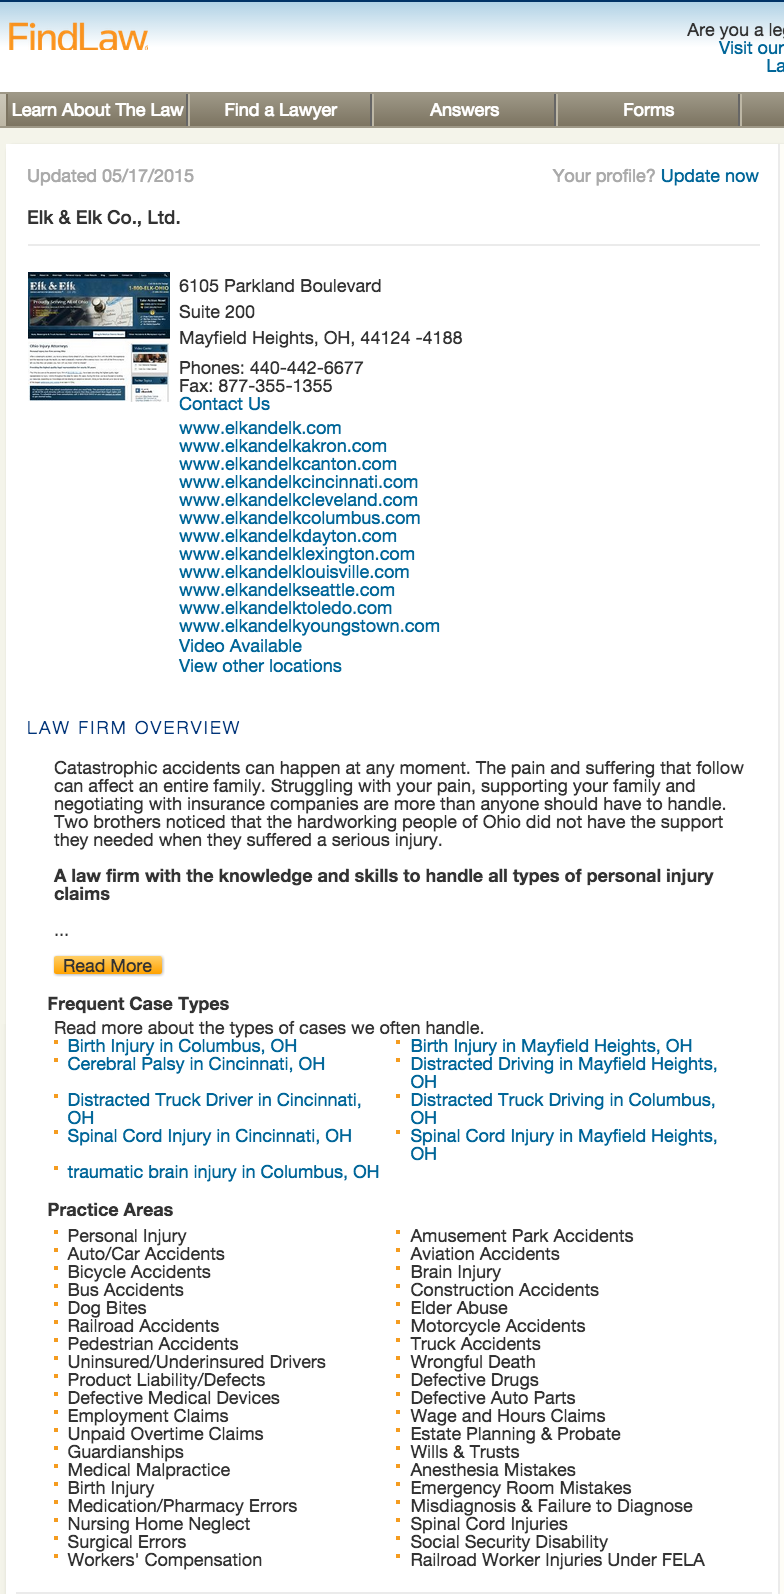 FindLaw
Are you a le
Visit our
La
Learn About The Law
Find a Lawyer
Answers
Forms
Updated 05/17/2015
Your profile? Update now
Elk & Elk Co., Ltd.
Elk & Elk
1-800-ELK-OHIO
6105 Parkland Boulevard
Suite 200
Mayfield Heights, OH, 44124 -4188
Phones: 440-442-6677
Fax: 877-355-1355
Contact Us
www.elkandelk.com
www.elkandelkakron.com
www.elkandelkcanton.com
www.elkandelkcincinnati.com
www.elkandelkcleveland.com
www.elkandelkcolumbus.com
www.elkandelkdayton.com
www.elkandelklexington.com
www.elkandelklouisville.com
www.elkandelkseattle.com
www.elkandelktoledo.com
www.elkandelkyoungstown.com
Video Available
View other locations
LAW FIRM OVERVIEW
Catastrophic accidents can happen at any moment. The pain and suffering that follow
can affect an entire family. Struggling with your pain, supporting your family and
negotiating with insurance companies are more than anyone should have to handle.
Two brothers noticed that the hardworking people of Ohio did not have the support
they needed when they suffered a serious injury.
A law firm with the knowledge and skills to handle all types of personal injury
claims
...
Read More
Frequent Case Types
Read more about the types of cases we often handle.
Birth Injury in Columbus, OH
Birth Injury in Mayfield Heights, OH
Cerebral Palsy in Cincinnati, OH
Distracted Driving in Mayfield Heights,
OH
Distracted Truck Driver in Cincinnati,
OH
Distracted Truck Driving in Columbus,
OH
Spinal Cord Injury in Cincinnati, OH
Spinal Cord Injury in Mayfield Heights,
OH
traumatic brain injury in Columbus, OH
Practice Areas
Personal Injury
Amusement Park Accidents
Auto/Car Accidents
Aviation Accidents
Bicycle Accidents
Brain Injury
Bus Accidents
Construction Accidents
Dog Bites
Elder Abuse
Railroad Accidents
Motorcycle Accidents
Pedestrian Accidents
Truck Accidents
Uninsured/Underinsured Drivers
Wrongful Death
Product Liability/Defects
Defective Drugs
Defective Medical Devices
Defective Auto Parts
Employment Claims
Wage and Hours Claims
Unpaid Overtime Claims
Estate Planning & Probate
Guardianships
Wills & Trusts
Medical Malpractice
Anesthesia Mistakes
Birth Injury
Emergency Room Mistakes
Medication/Pharmacy Errors
Misdiagnosis & Failure to Diagnose
Nursing Home Neglect
Spinal Cord Injuries
Surgical Errors
Social Security Disability
Workers' Compensation
Railroad Worker Injuries Under FELA